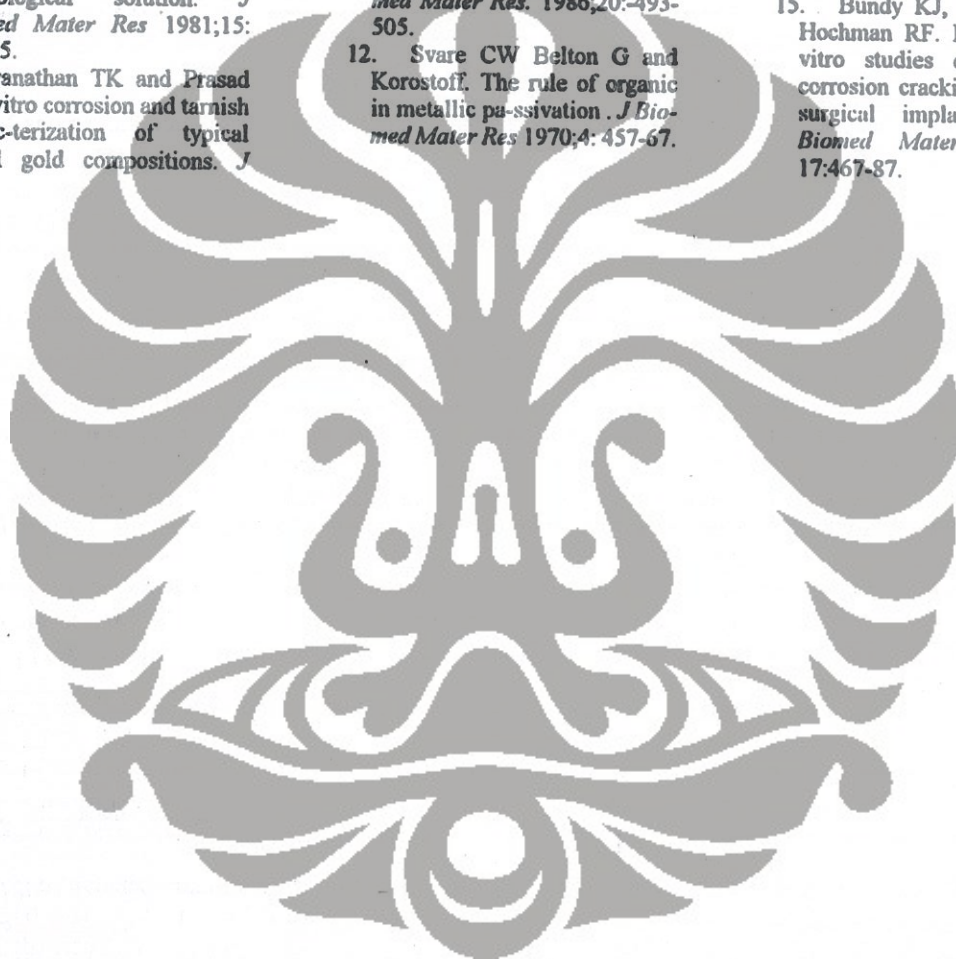 solution. J
Mater Res 1981;15:
5.
anathan TK and Prasad
vitro corrosion and tarnish
c-terization of typical
gold compositions. J
med Mater Res. 1986;20:-493-
505.
12. Svare CW Belton G and
Korostoff. The rule of organic
in metallic pa-ssivation . J Bio-
med Mater Res 1970;4: 457-67.
15. Bundy KJ,
Hochman RF.
vitro studies
corrosion cracki
surgical impla
Biomed Mater
17:467-87.